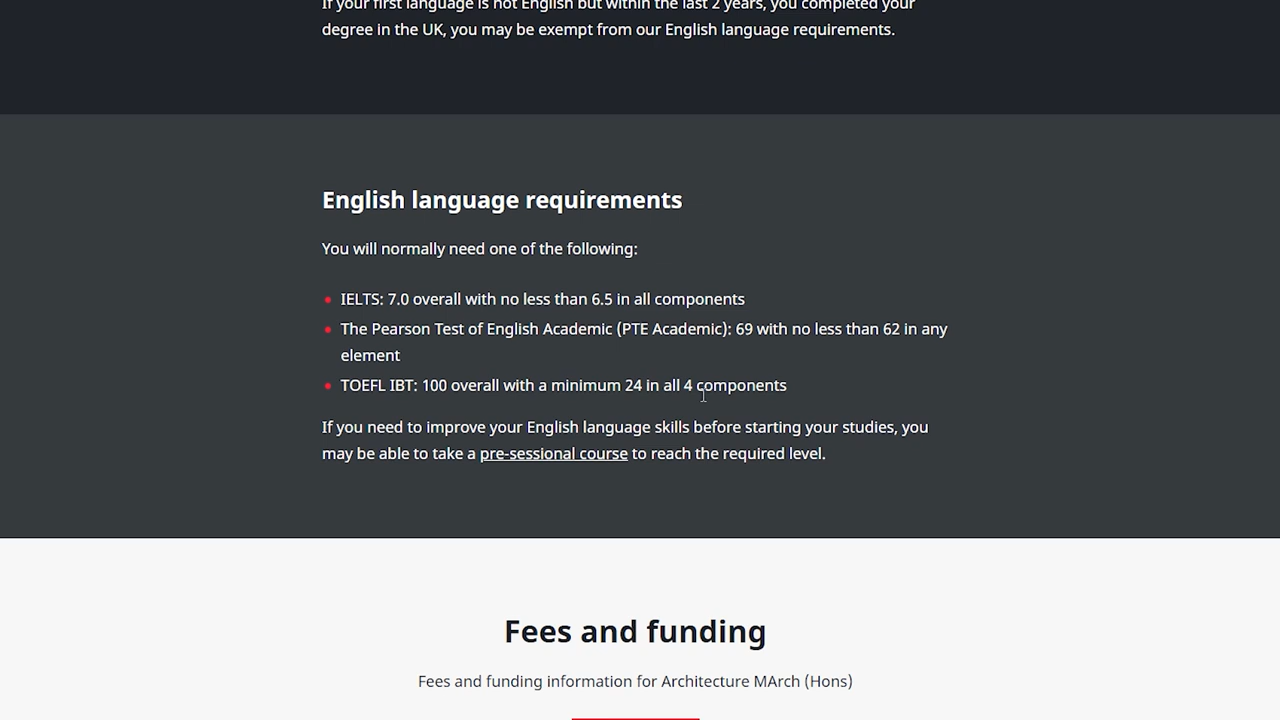 If your first language is not English but within the last 2 years, you completed your
degree in the UK, you may be exempt from our English language requirements.
English language requirements
You will normally need one of the following:
IELTS: 7.0 overall with no less than 6.5 in all components
The Pearson Test of English Academic (PTE Academic): 69 with no less than 62 in any
element
TOEFL IBT: 100 overall with a minimum 24 in all 4 components
If you need to improve your English language skills before starting your studies, you
may be able to take a pre-sessional course to reach the required level.
Fees and funding
Fees and funding information for Architecture MArch (Hons)